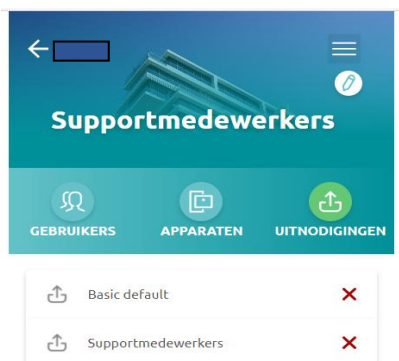 Supportmedewerkers
GEBRUIKERS APPARATEN UITNODIGINGEN
Basic default
Supportmedewerkers